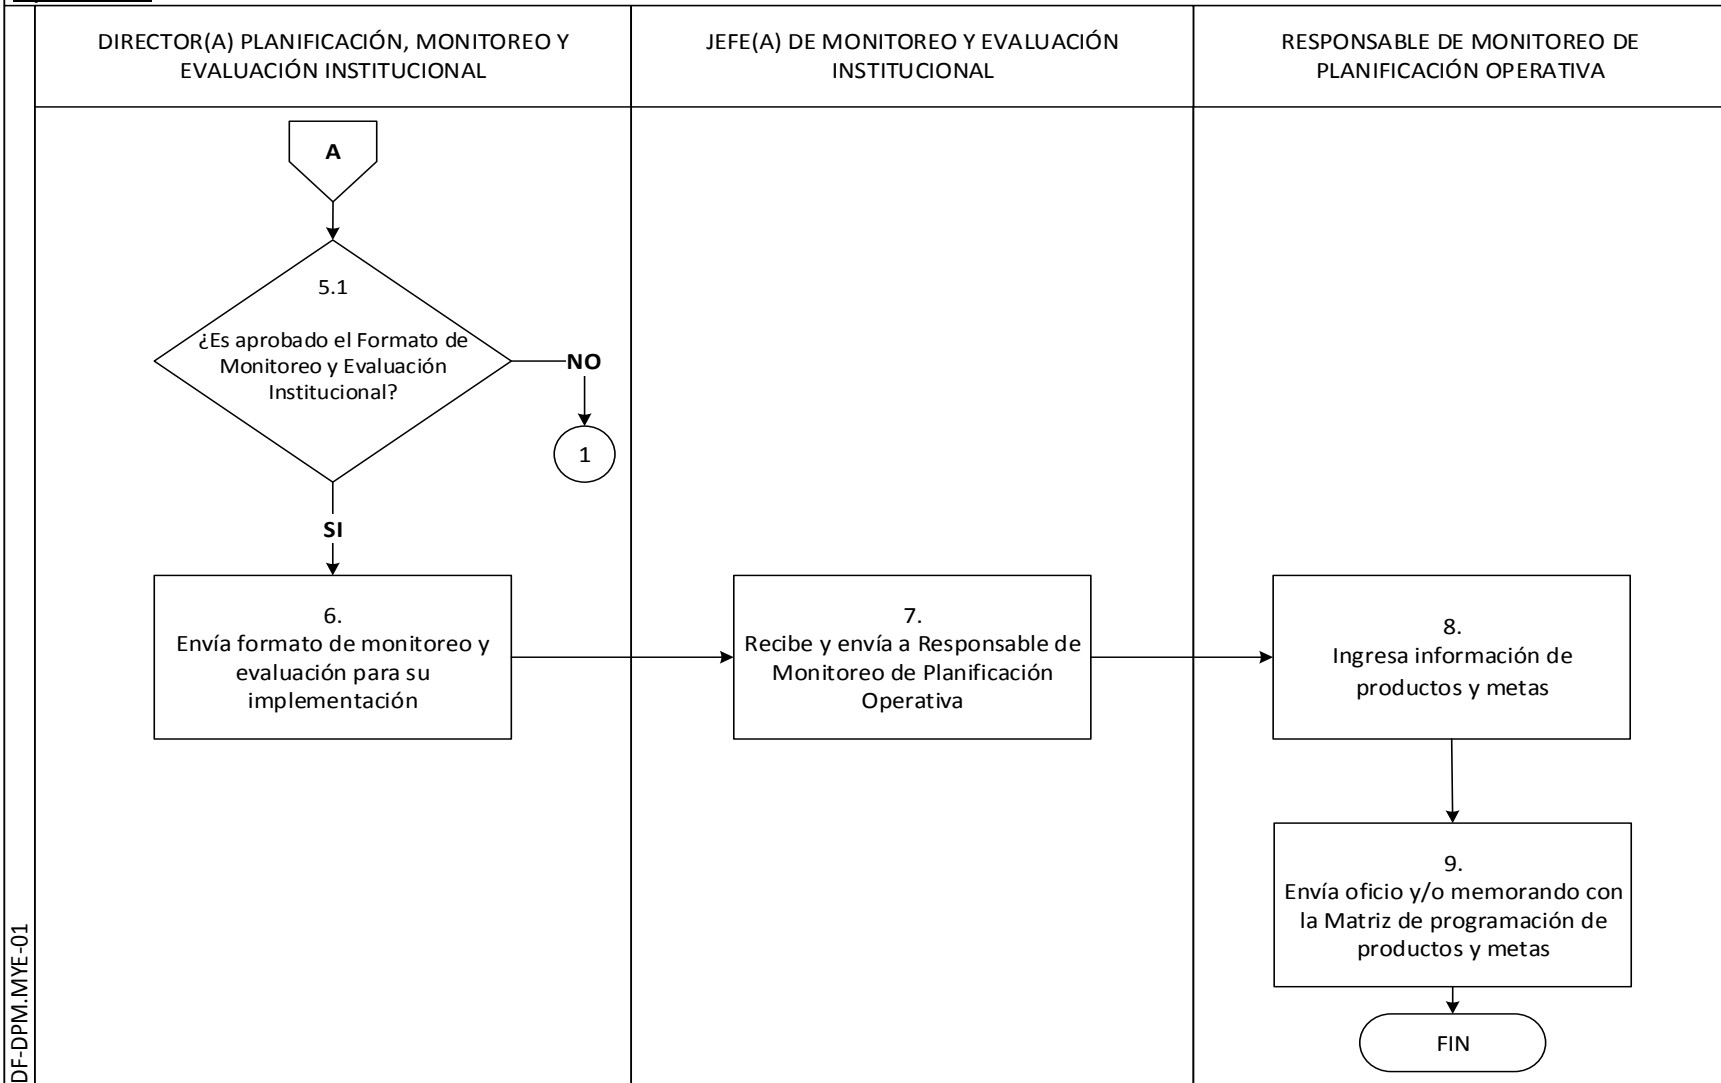 DIRECTOR(A) PLANIFICACIÓN, MONITOREO Y
EVALUACIÓN INSTITUCIONAL
JEFE(A) DE MONITOREO Y EVALUACIÓN
INSTITUCIONAL
RESPONSABLE DE MONITOREO DE
PLANIFICACIÓN OPERATIVA
A
5.1
¿Es aprobado el Formato de
Monitoreo y Evaluación
Institucional?
NO
1
SI
6.
Envía formato de monitoreo y
evaluación para su
implementación
7.
Recibe y envía a Responsable de
Monitoreo de Planificación
Operativa
8.
Ingresa información de
productos y metas
9.
Envía oficio y/o memorando con
la Matriz de programación de
productos y metas
FIN
DF-DPM.MYE-01